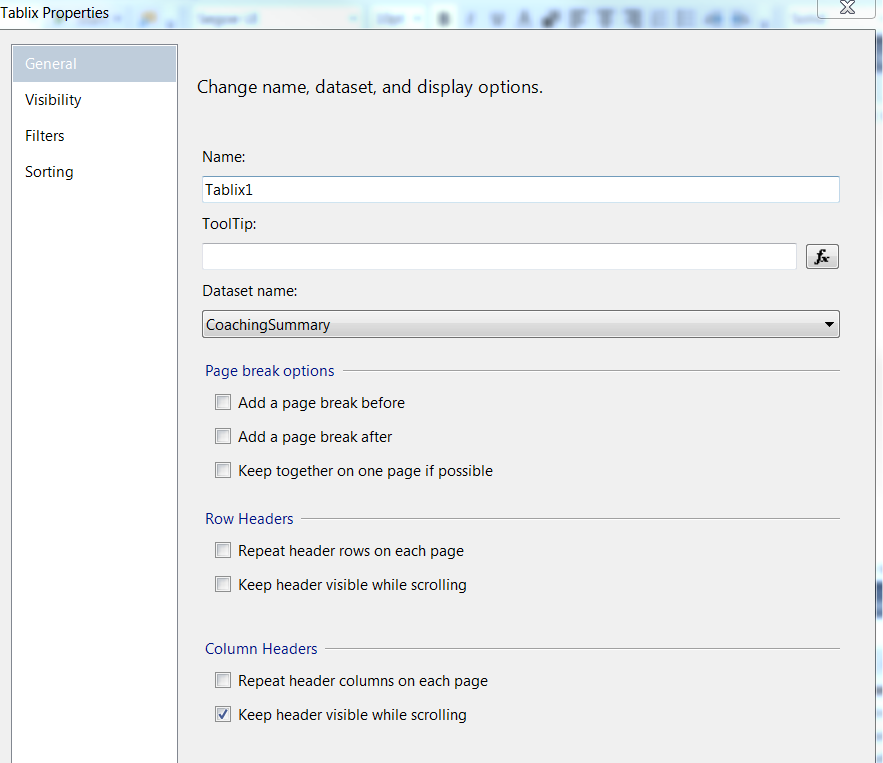 Tablix Properties
General
Visibility
Filters
Sorting
Change name, dataset, and display options.
Name:
Tablix1
ToolTip:
fx
Dataset name:
CoachingSummary
Page break options
Add a page break before
Add a page break after
Keep together on one page if possible
Row Headers
Repeat header rows on each page
Keep header visible while scrolling
Column Headers
Repeat header columns on each page
Keep header visible while scrolling